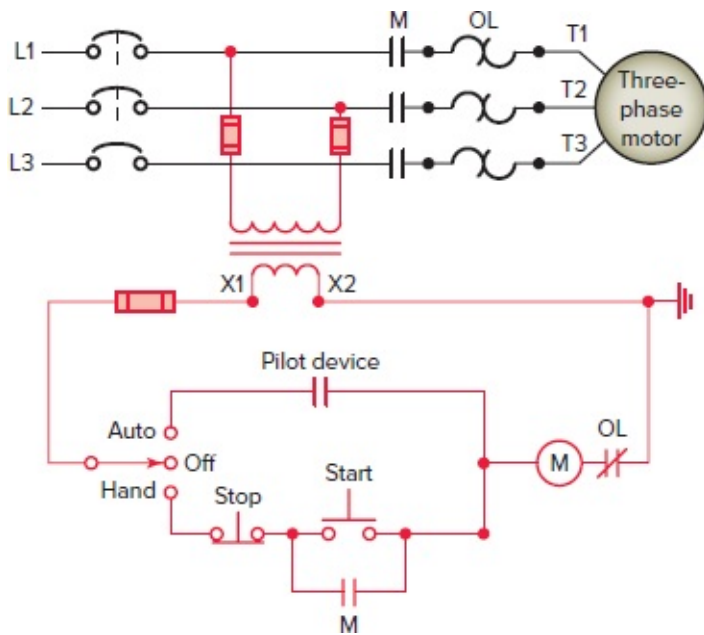 M OL T1
L1
Three-
phase
motor
L2 T2
L3 T3
X1 X2
Pilot device
Auto
Off
Hand
Stop
Start
M
OL
M